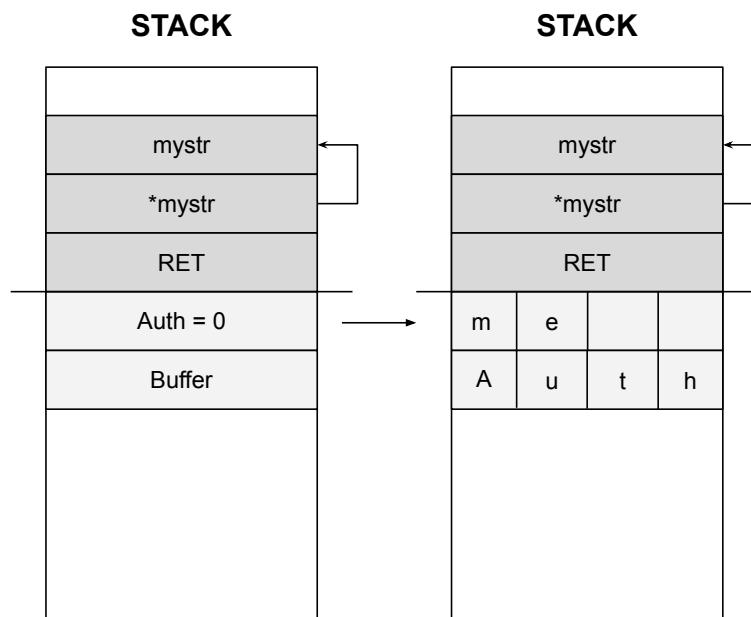 STACK STACK
mystr mystr
*mystr *mystr
RET RET
Auth = 0 m e
Buffer A u t h